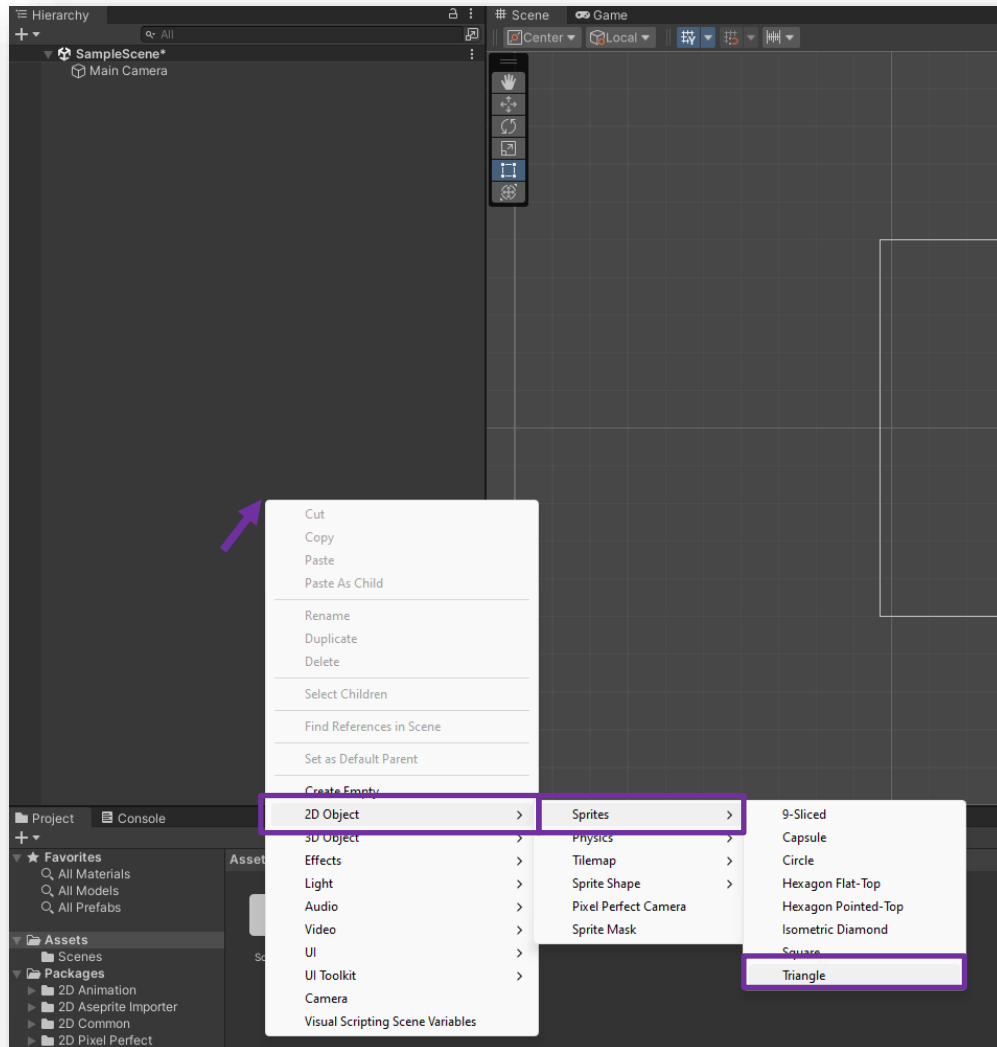 Hierarchy
All
SampleScene*
Main Camera
Scene Game
Center Local
Cut
Copy
Paste
Paste As Child
Rename
Duplicate
Delete
Select Children
Find References in Scene
Set as Default Parent
Create Empty
2D Object
3D Object
Effects
Light
Audio
Video
UI
UI Toolkit
Camera
Visual Scripting Scene Variables
Sprites
Physics
Tilemap
Sprite Shape
Pixel Perfect Camera
Sprite Mask
9-Sliced
Capsule
Circle
Hexagon Flat-Top
Hexagon Pointed-Top
Isometric Diamond
Square
Triangle
Project Console
Favorites
All Materials
All Models
All Prefabs
Assets
Scenes
Packages
2D Animation
2D Aseprite Importer
2D Common
2D Pixel Perfect